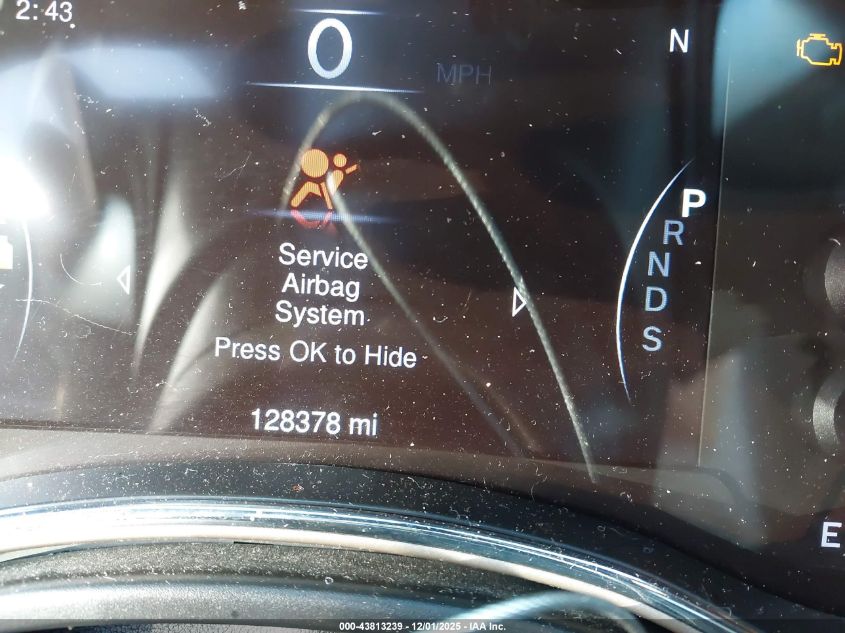 2:43
0
MPH
N
P
R
N
D
S
Service
Airbag
System
Press OK to Hide
128378 mi
E
000-43813239 - 12/01/2025 - IAA Inc.